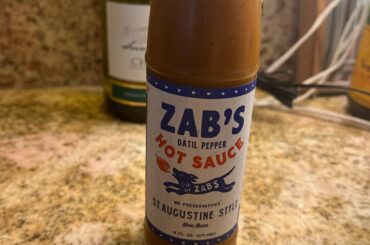 ZAB'S
DATIL PEPPER
HOT SAUCE
ZABS
NO PRESERVATIVES
ST. AUGUSTINE STYLE